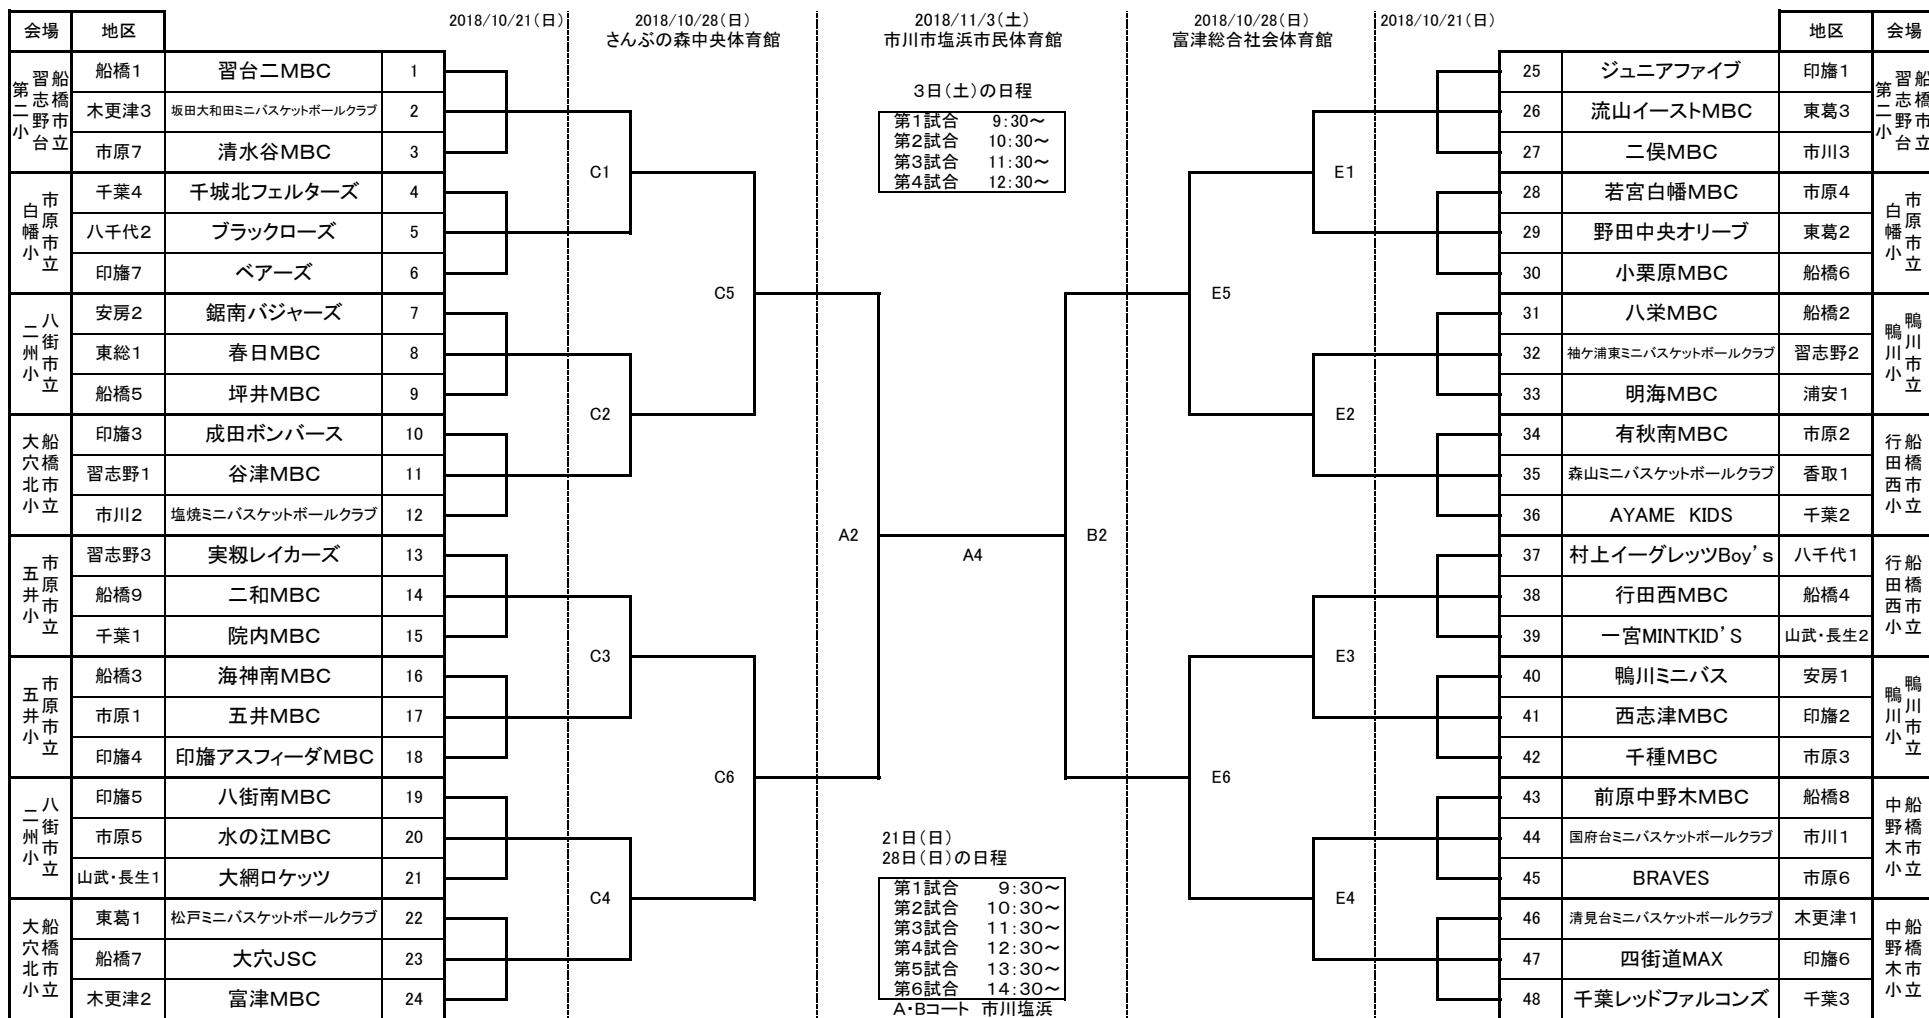 2018/10/21(日)
2018/10/28(日)
さんぶの森中央体育館
2018/11/3(土)
市川市塩浜市民体育館
2018/10/28(日)
富津総合社会体育館
2018/10/21(日)
会場 地区
地区 会場
船橋市立習志野台第二小
船橋1 習台二MBC 1
木更津3 坂田大和田ミニバスケットボールクラブ 2
市原7 清水谷MBC 3
市原市立白幡小
千葉4 千城北フェルターズ 4
八千代2 ブラックローズ 5
印旛7 ベアーズ 6
八街市立二州小
安房2 鋸南バジャーズ 7
東総1 春日MBC 8
船橋5 坪井MBC 9
船橋市立大穴北小
印旛3 成田ボンバース 10
習志野1 谷津MBC 11
市川2 塩焼ミニバスケットボールクラブ 12
市原市立五井小
習志野3 実籾レイカーズ 13
船橋9 二和MBC 14
千葉1 院内MBC 15
市原市立五井小
船橋3 海神南MBC 16
市原1 五井MBC 17
印旛4 印旛アスフィーダMBC 18
八街市立二州小
印旛5 八街南MBC 19
市原5 水の江MBC 20
山武・長生1 大網ロケッツ 21
船橋市立大穴北小
東葛1 松戸ミニバスケットボールクラブ 22
船橋7 大穴JSC 23
木更津2 富津MBC 24
C1
C2
C3
C4
C5
C6
A2
A4
B2
3日(土)の日程
第1試合 9:30~
第2試合 10:30~
第3試合 11:30~
第4試合 12:30~
21日(日)
28日(日)の日程
第1試合 9:30~
第2試合 10:30~
第3試合 11:30~
第4試合 12:30~
第5試合 13:30~
第6試合 14:30~
A・Bコート 市川塩浜
E5
E6
E1
E2
E3
E4
25 ジュニアファイブ 印旛1
26 流山イーストMBC 東葛3
27 二俣MBC 市川3
船橋市立習志野台第二小
28 若宮白幡MBC 市原4
29 野田中央オリーブ 東葛2
30 小栗原MBC 船橋6
市原市立白幡小
31 八栄MBC 船橋2
32 袖ケ浦東ミニバスケットボールクラブ 習志野2
33 明海MBC 浦安1
鴨川市立鴨川小
34 有秋南MBC 市原2
35 森山ミニバスケットボールクラブ 香取1
36 AYAME KIDS 千葉2
船橋市立行田西小
37 村上イーグレッツBoy's 八千代1
38 行田西MBC 船橋4
39 一宮MINTKID'S 山武・長生2
船橋市立行田西小
40 鴨川ミニバス 安房1
41 西志津MBC 印旛2
42 千種MBC 市原3
鴨川市立鴨川小
43 前原中野木MBC 船橋8
44 国府台ミニバスケットボールクラブ 市川1
45 BRAVES 市原6
船橋市立中野木小
46 清見台ミニバスケットボールクラブ 木更津1
47 四街道MAX 印旛6
48 千葉レッドファルコンズ 千葉3
船橋市立中野木小